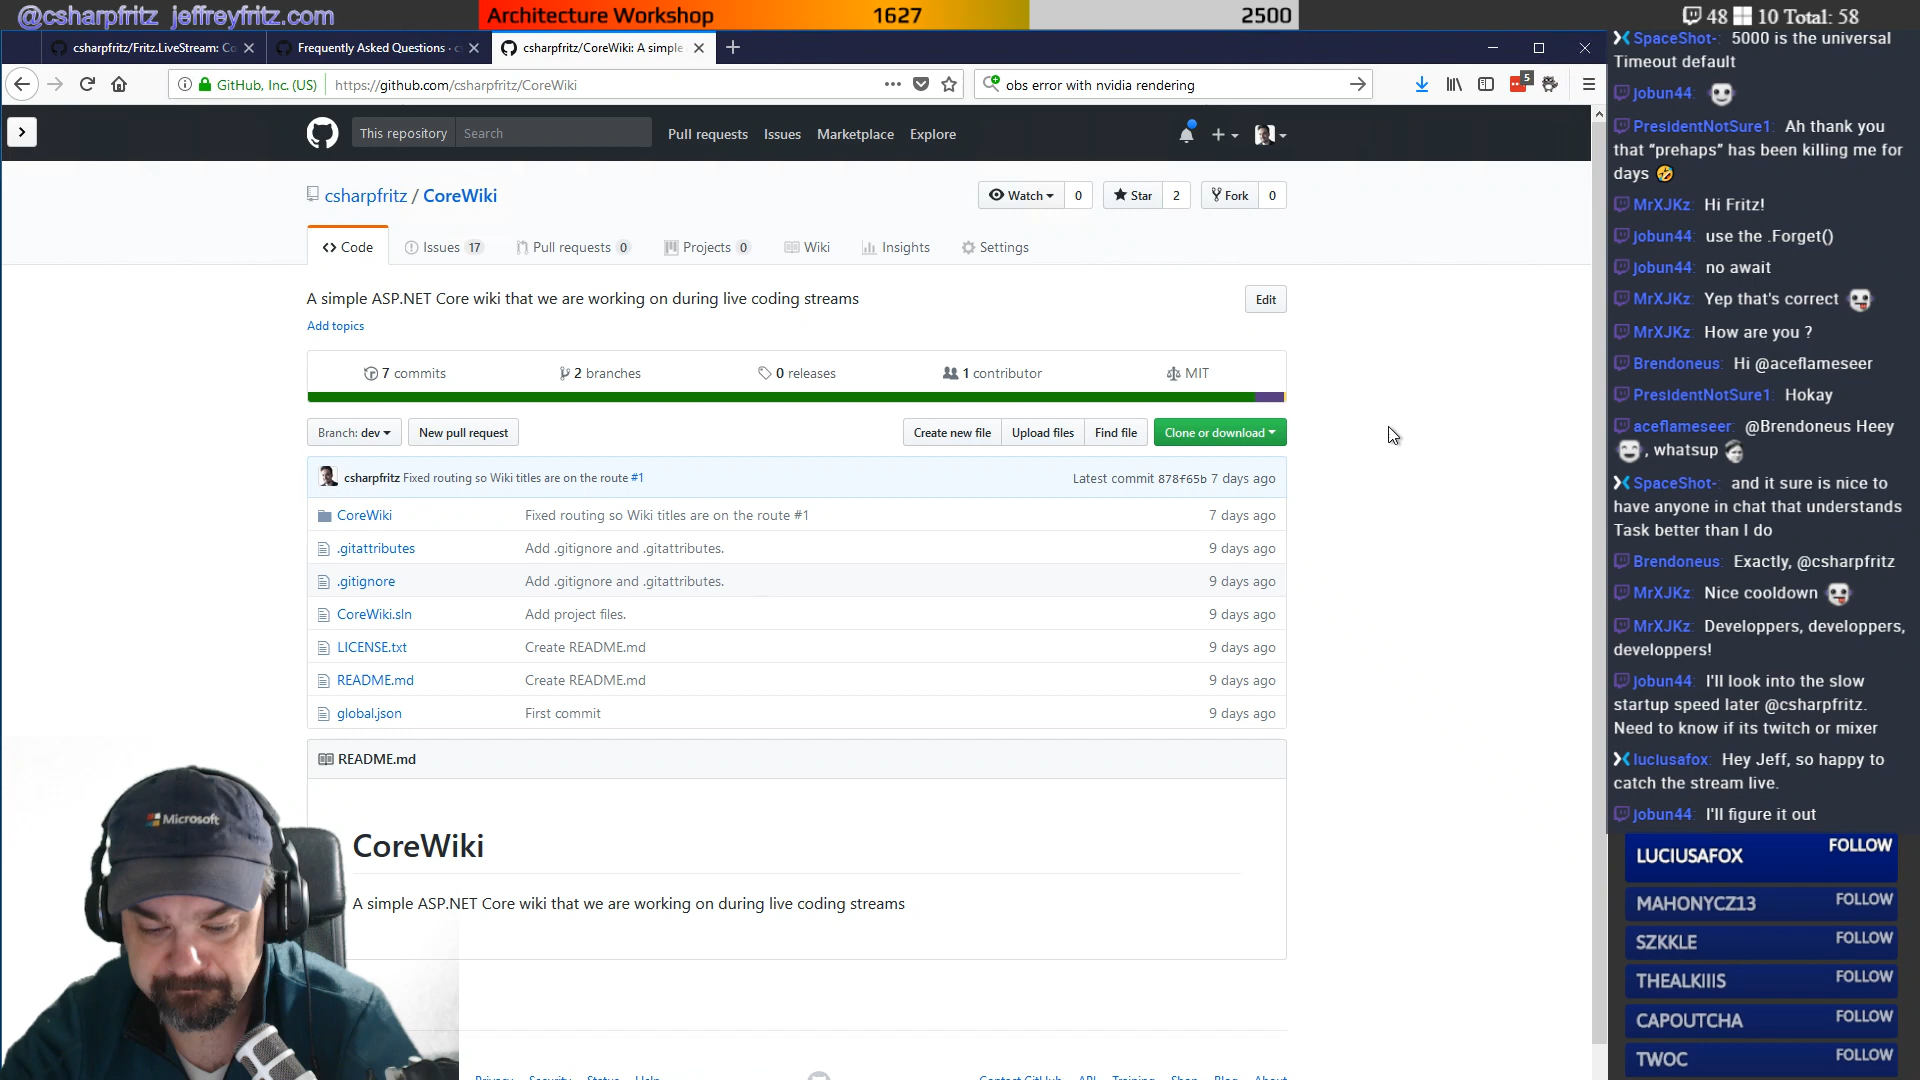 @csharpfritz jeffreyfritz.com
Architecture Workshop 1627 2500
48 10 Total: 58
csharpfritz/Fritz.LiveStream: Co
Frequently Asked Questions · c
csharpfritz/CoreWiki: A simple
GitHub, Inc. (US)
https://github.com/csharpfritz/CoreWiki
obs error with nvidia rendering
5
This repository Search
Pull requests Issues Marketplace Explore
csharpfritz / CoreWiki
Watch 0 Star 2 Fork 0
Code Issues 17 Pull requests 0 Projects 0 Wiki Insights Settings
A simple ASP.NET Core wiki that we are working on during live coding streams
Edit
Add topics
7 commits 2 branches 0 releases 1 contributor MIT
Branch: dev New pull request Create new file Upload files Find file Clone or download
csharpfritz Fixed routing so Wiki titles are on the route #1 Latest commit 878f65b 7 days ago
CoreWiki Fixed routing so Wiki titles are on the route #1 7 days ago
.gitattributes Add .gitignore and .gitattributes. 9 days ago
.gitignore Add .gitignore and .gitattributes. 9 days ago
CoreWiki.sln Add project files. 9 days ago
LICENSE.txt Create README.md 9 days ago
README.md Create README.md 9 days ago
global.json First commit 9 days ago
README.md
CoreWiki
A simple ASP.NET Core wiki that we are working on during live coding streams
Privacy Security Status Help Contact GitHub API Training Shop Blog About
Microsoft
SpaceShot-: 5000 is the universal
Timeout default
jobun44:
PresidentNotSure1: Ah thank you
that “prehaps” has been killing me for
days
MrXJKz: Hi Fritz!
jobun44: use the .Forget()
jobun44: no await
MrXJKz: Yep that's correct
MrXJKz: How are you ?
Brendoneus: Hi @aceflameseer
PresidentNotSure1: Hokay
aceflameseer: @Brendoneus Heey
, whatsup
SpaceShot-: and it sure is nice to
have anyone in chat that understands
Task better than I do
Brendoneus: Exactly, @csharpfritz
MrXJKz: Nice cooldown
MrXJKz: Developpers, developpers,
developpers!
jobun44: I'll look into the slow
startup speed later @csharpfritz.
Need to know if its twitch or mixer
luciusafox: Hey Jeff, so happy to
catch the stream live.
jobun44: I'll figure it out
LUCIUSAFOX FOLLOW
MAHONYCZ13 FOLLOW
SZKKLE FOLLOW
THEALKIIIS FOLLOW
CAPOUTCHA FOLLOW
TWOC FOLLOW